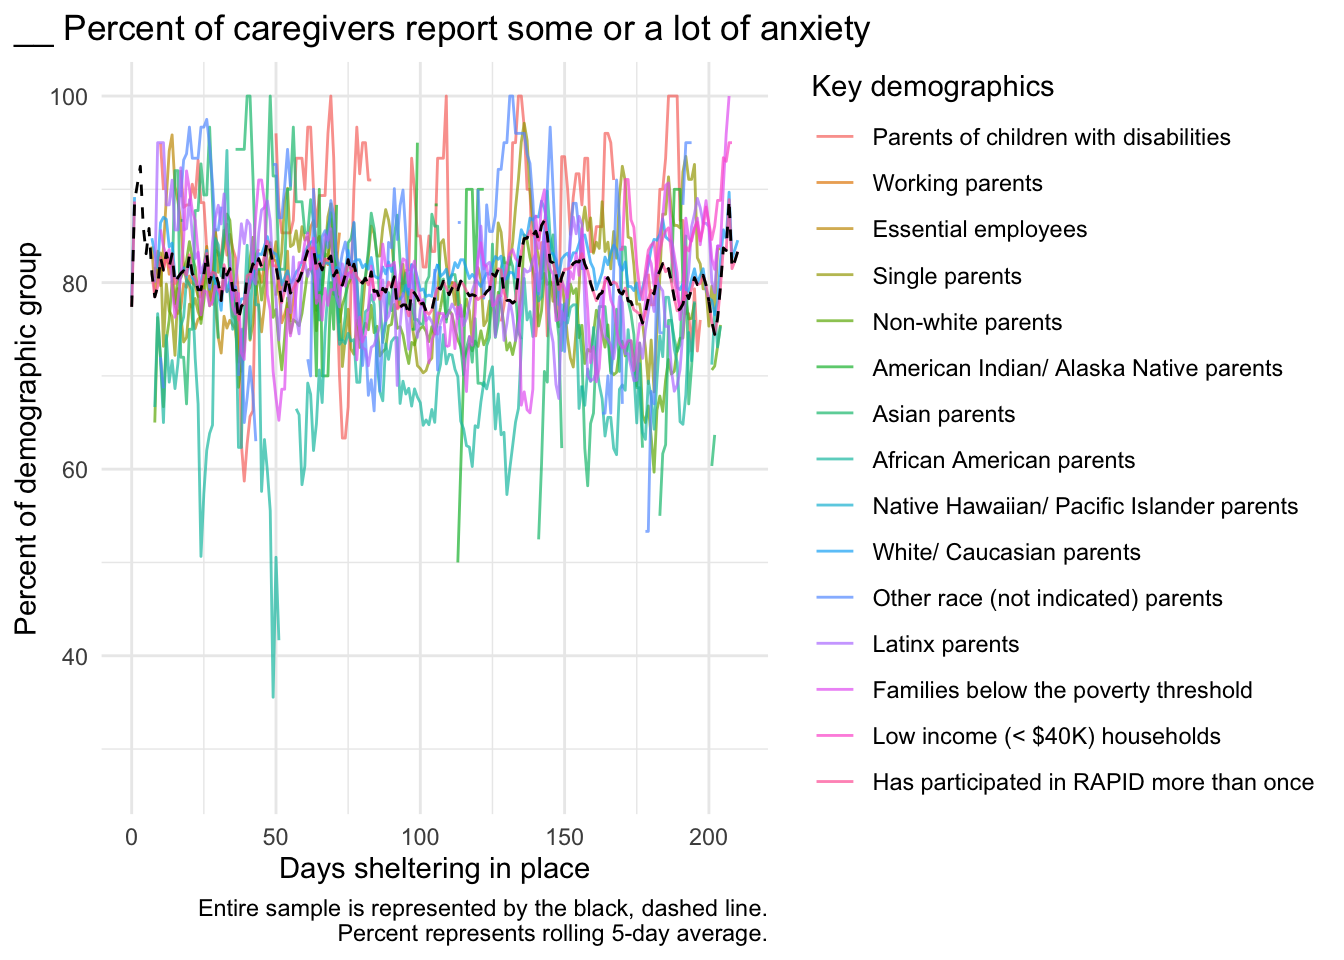 __ Percent of caregivers report some or a lot of anxiety
Percent of demographic group
100
80
60
40
0
50
100
150
200
Days sheltering in place
Key demographics
Parents of children with disabilities
Working parents
Essential employees
Single parents
Non-white parents
American Indian/ Alaska Native parents
Asian parents
African American parents
Native Hawaiian/ Pacific Islander parents
White/ Caucasian parents
Other race (not indicated) parents
Latinx parents
Families below the poverty threshold
Low income (< $40K) households
Has participated in RAPID more than once
Entire sample is represented by the black, dashed line.
Percent represents rolling 5-day average.